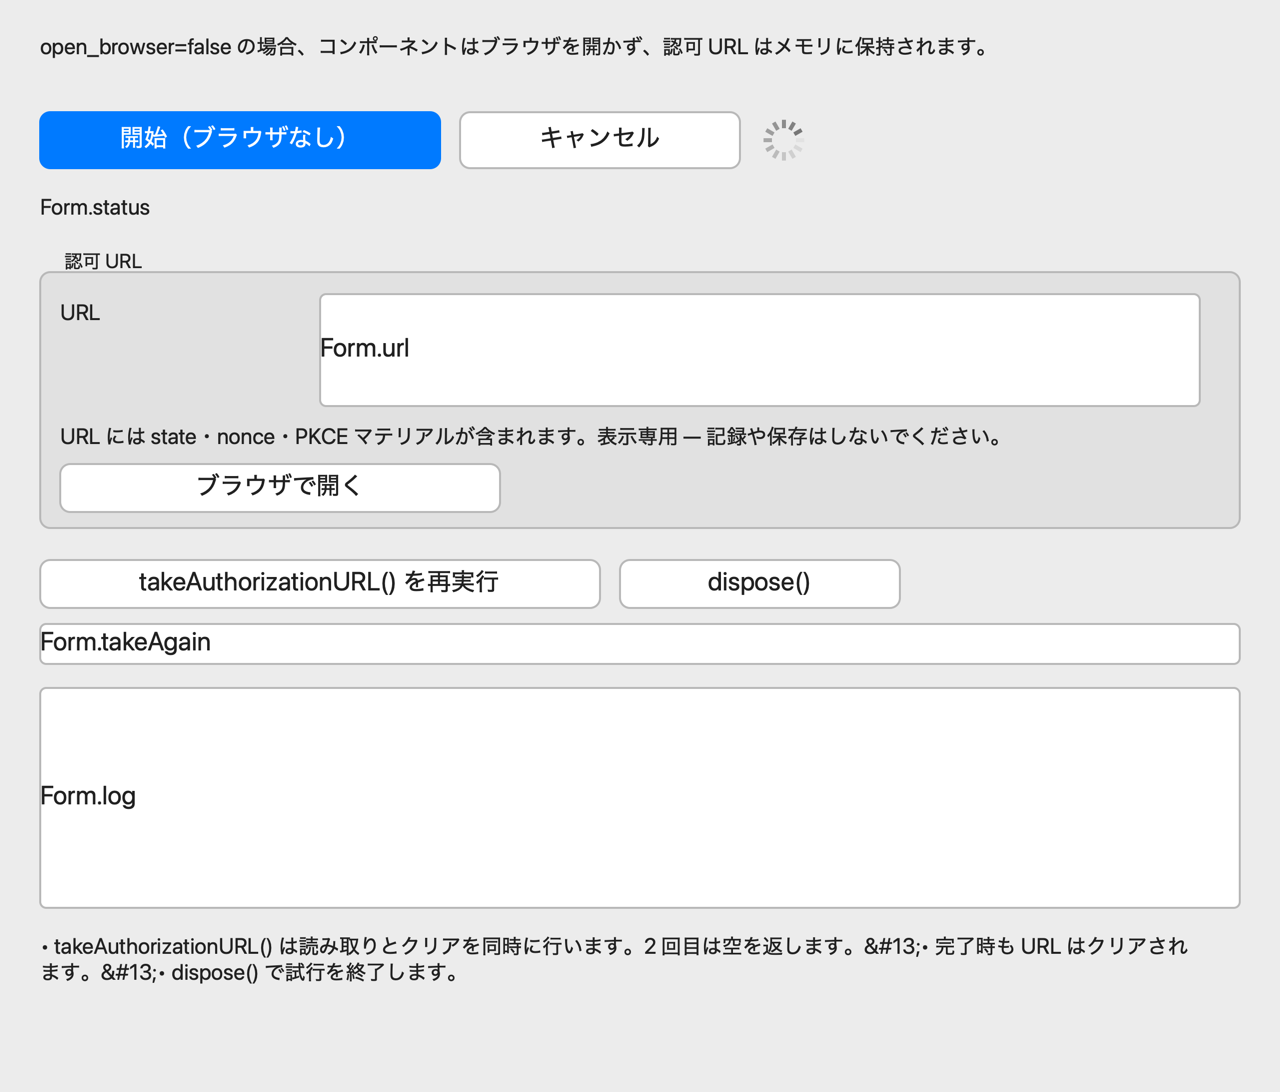 open_browser=false の場合、コンポーネントはブラウザを開かず、認可 URL はメモリに保持されます。
開始（ブラウザなし）
キャンセル
Form.status
認可 URL
URL
Form.url
URL には state・nonce・PKCE マテリアルが含まれます。表示専用 — 記録や保存はしないでください。
ブラウザで開く
takeAuthorizationURL() を再実行
dispose()
Form.takeAgain
Form.log
• takeAuthorizationURL() は読み取りとクリアを同時に行います。2 回目は空を返します。&#13;• 完了時も URL はクリアされ
ます。&#13;• dispose() で試行を終了します。